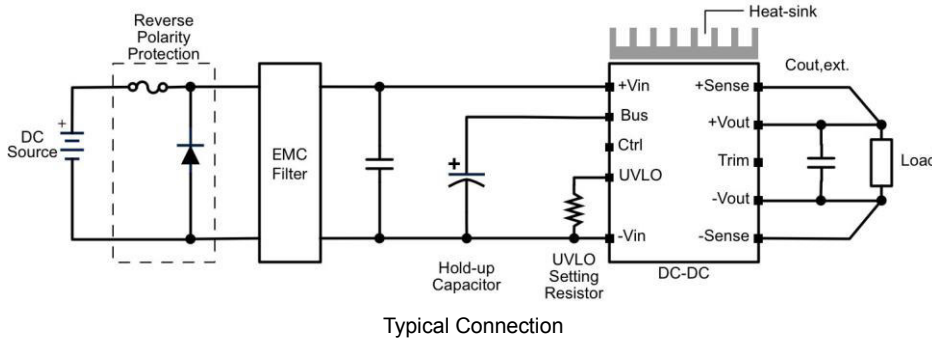 Heat-sink
Reverse
Polarity
Protection
Cout,ext.
+Vin
+Sense
Bus
+Vout
+
DC
Source
Ctrl
EMC
Filter
+
Trim
Load
UVLO
-Vout
-Vin
-Sense
Hold-up
Capacitor
UVLO
Setting
Resistor
DC-DC
Typical Connection